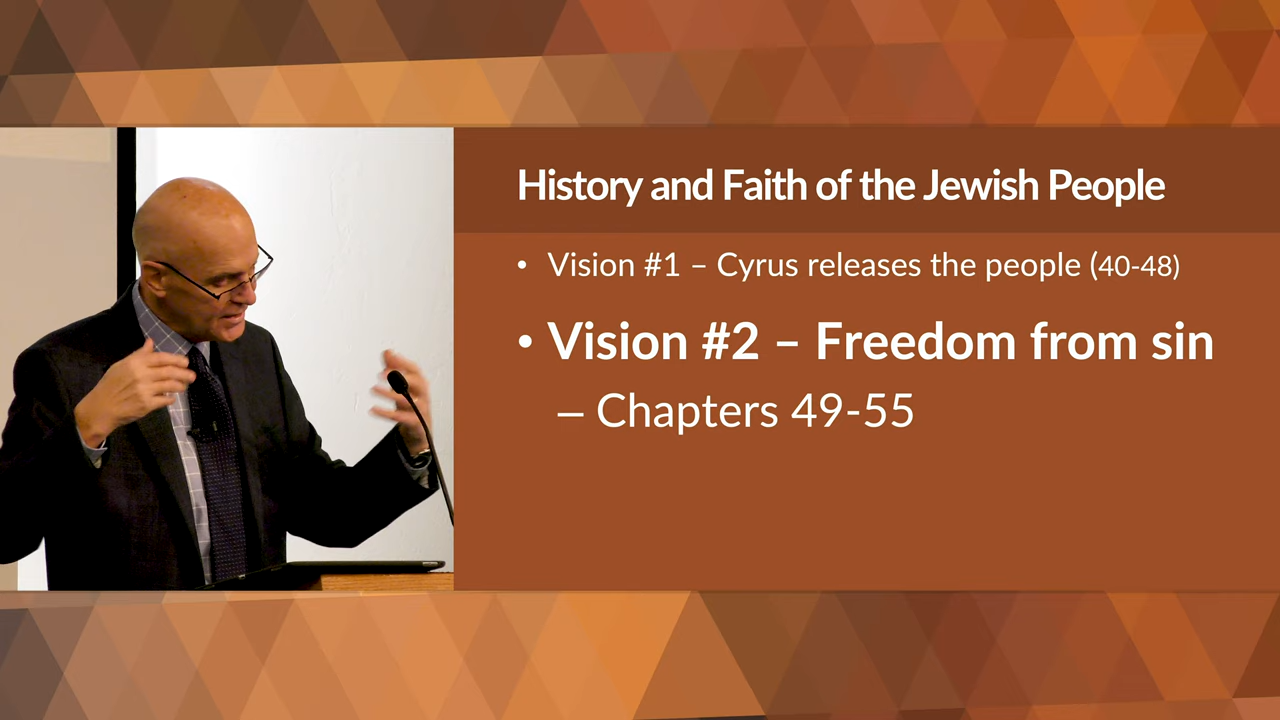 History and Faith of the Jewish People
• Vision #1 – Cyrus releases the people (40-48)
• Vision #2 – Freedom from sin
– Chapters 49-55